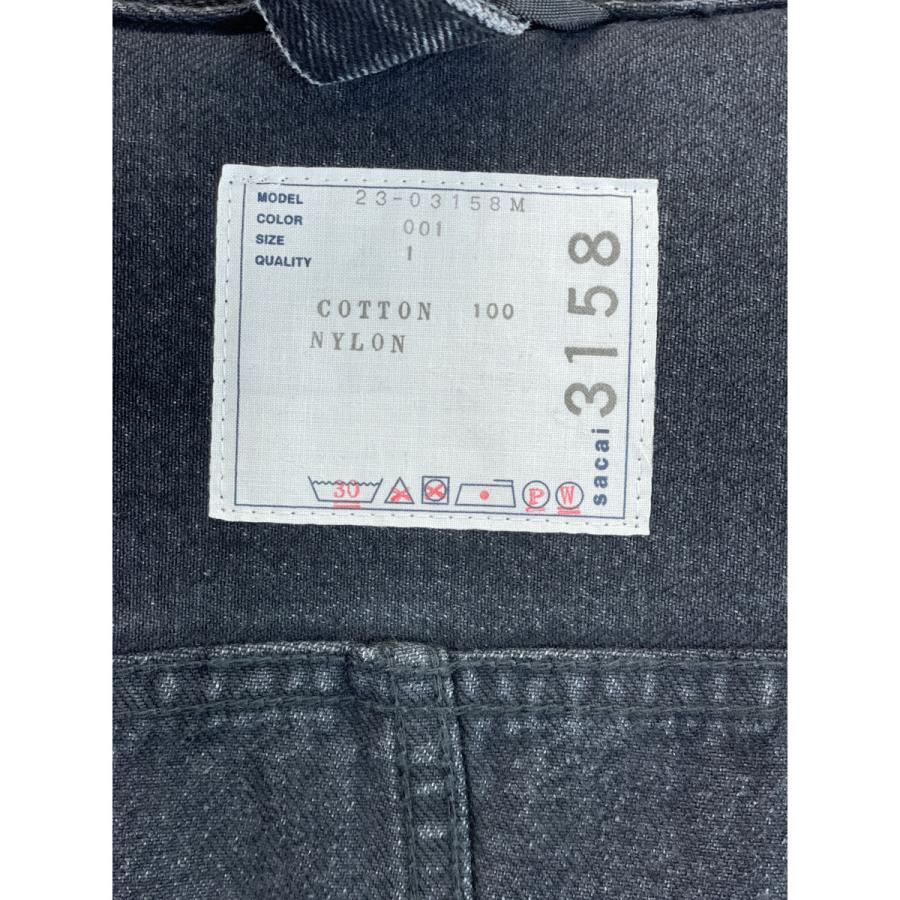 MODEL 23-03158M
COLOR 001
SIZE 1
QUALITY
COTTON 100
NYLON
30
P
W
sacai 3158